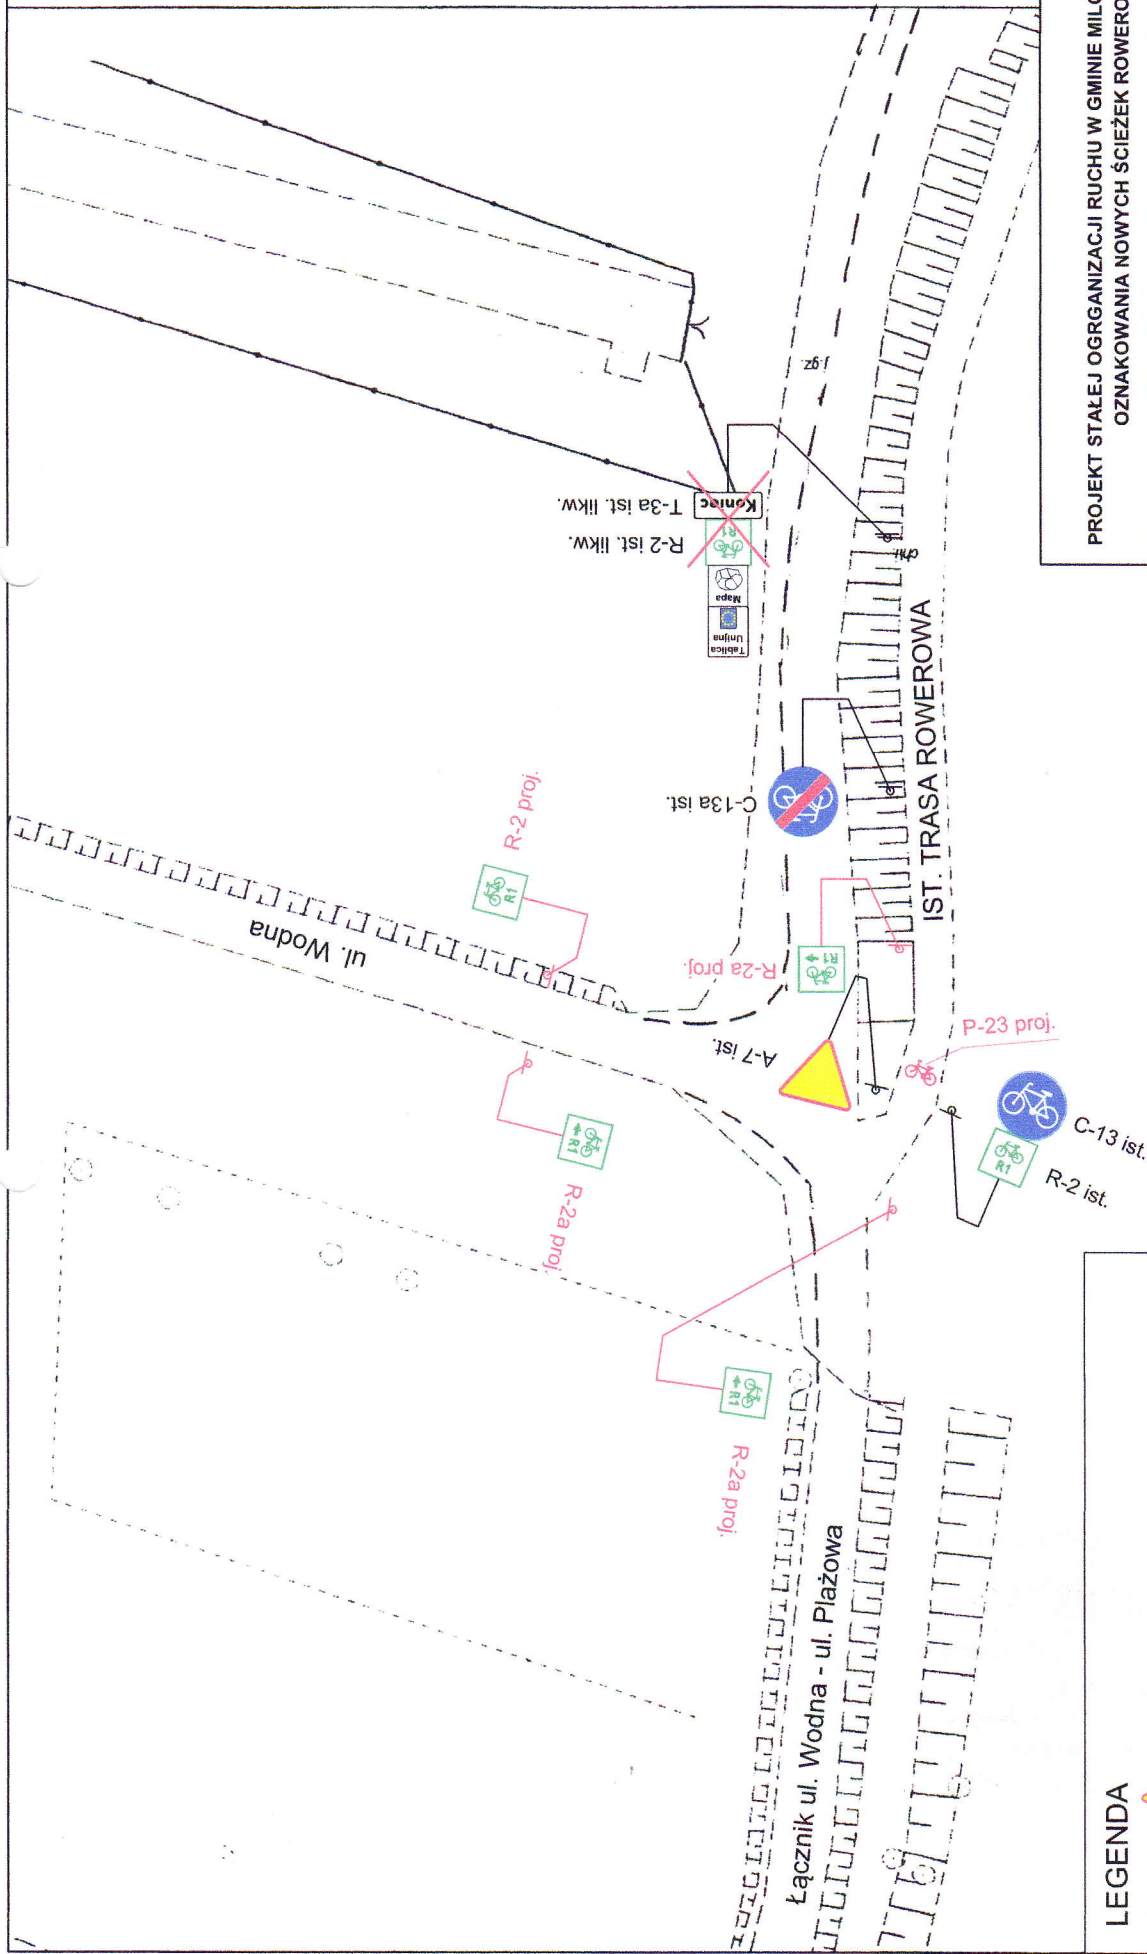 PROJEKT STAŁEJ OGRGANIZACJI RUCHU W GMINIE
OZNAKOWANIA NOWYCH ŚCIEŻEK
T-3a ist. likw.
R-2 ist. likw.
Koniec
R1
Mapa
Tablica
Unijna
j.gz.
chł.
C-13a ist.
IST. TRASA ROWEROWA
R-2 proj.
R1
ul. Wodna
R-2a proj.
R1
A-7 ist.
P-23 proj.
C-13 ist.
R1
R-2 ist.
R1
R-2a proj.
R1
R-2a proj.
Łącznik ul. Wodna - ul. Plażowa
LEGENDA